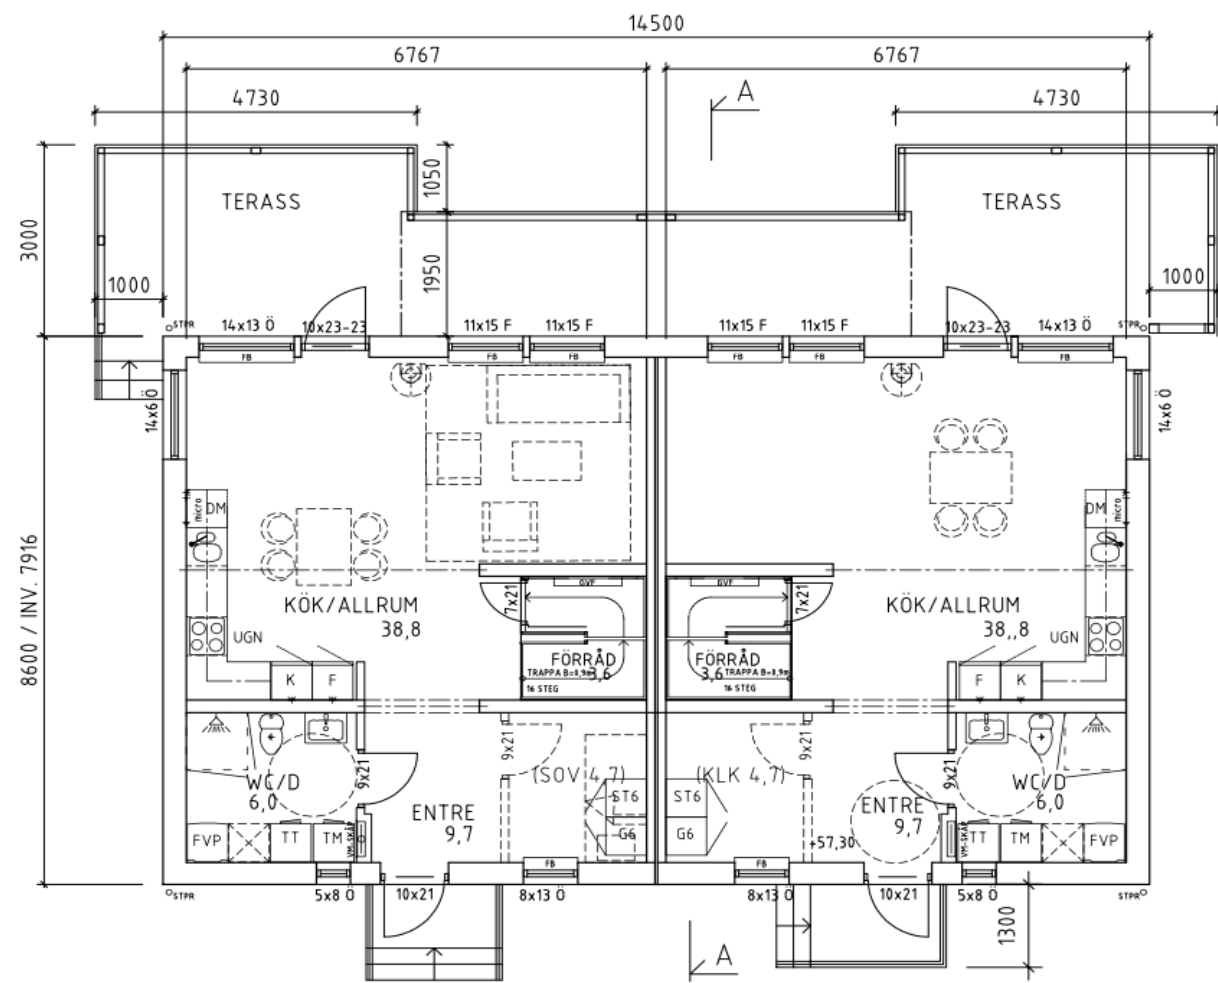 14500
6767
6767
4730
A
4730
TERASS
1050
TERASS
3000
1950
1000
1000
STPR
14x13 Ö
10x23-23
11x15 F
11x15 F
11x15 F
11x15 F
10x23-23
14x13 Ö
STPR
FB
FB
FB
FB
FB
FB
14x6 Ö
14x6 Ö
micro
DM
DM
micro
8600 / INV. 7916
GVF
GVF
7x21
7x21
KÖK/ALLRUM
38,8
KÖK/ALLRUM
38,,8
UGN
UGN
FÖRRÅD
3,6
FÖRRÅD
3,6
TRAPPA B=0,9m
16 STEG
TRAPPA B=0,9m
16 STEG
K
F
F
K
9x21
9x21
9x21
9x21
WC/D
6,0
(SOV 4,7)
(KLK 4,7)
WC/D
6,0
ST6
ST6
ENTRE
9,7
ENTRE
9,7
G6
G6
FVP
TT
TM
VM-SKÅP
+57,30
VM-SKÅP
TT
TM
FVP
FB
FB
STPR
5x8 Ö
10x21
8x13 Ö
8x13 Ö
10x21
5x8 Ö
STPR
1300
A